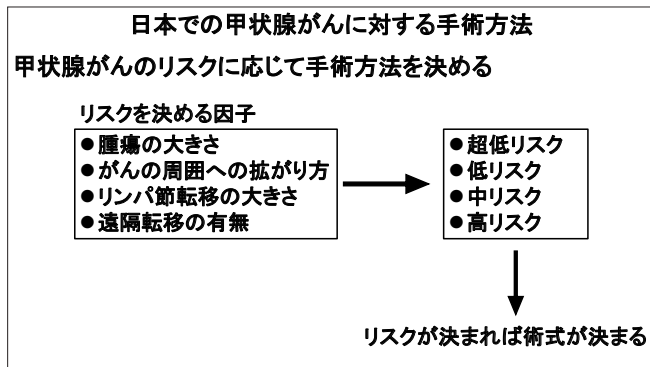 日本での甲状腺がんに対する手術方法
甲状腺がんのリスクに応じて手術方法を決める
リスクを決める因子
●腫瘍の大きさ
●がんの周囲への拡がり方
●リンパ節転移の大きさ
●遠隔転移の有無
●超低リスク
●低リスク
●中リスク
●高リスク
リスクが決まれば術式が決まる